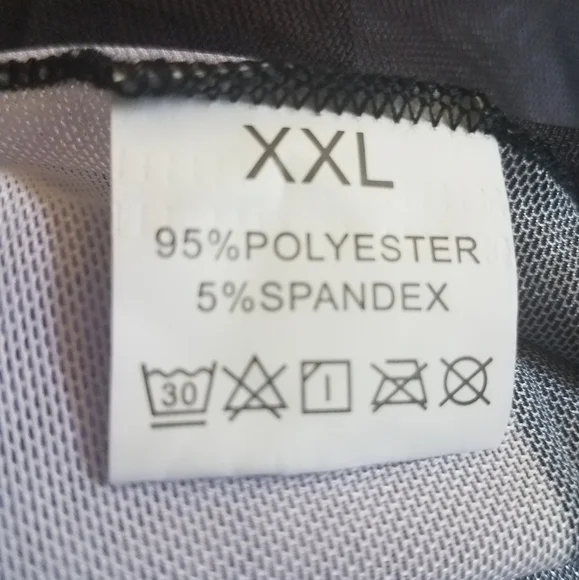 XXL
95%POLYESTER
5%SPANDEX
30